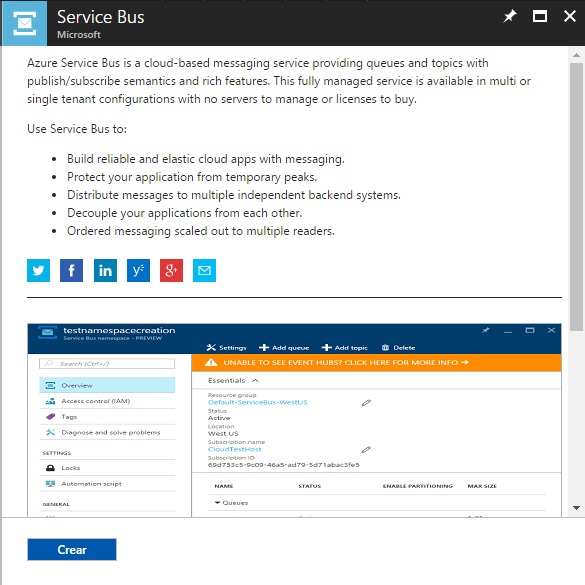 Service Bus
Microsoft
Azure Service Bus is a cloud-based messaging service providing queues and topics with
publish/subscribe semantics and rich features. This fully managed service is available in multi or
single tenant configurations with no servers to manage or licenses to buy.
Use Service Bus to:
• Build reliable and elastic cloud apps with messaging.
• Protect your application from temporary peaks.
• Distribute messages to multiple independent backend systems.
• Decouple your applications from each other.
• Ordered messaging scaled out to multiple readers.
testnamespacecreation
Service Bus namespace - PREVIEW
Settings Add queue Add topic Delete
Search (Ctrl+/)
UNABLE TO SEE EVENT HUBS? CLICK HERE FOR MORE INFO →
Overview
Access control (IAM)
Tags
Diagnose and solve problems
SETTINGS
Locks
Automation script
GENERAL
Essentials
Resource group
Default-ServiceBus-WestUS
Status
Active
Location
West US
Subscription name
CloudTestHost
Subscription ID
69d753c5-9c09-46a5-ad79-5d71abac3fe5
NAME STATUS ENABLE PARTITIONING MAX SIZE
Queues
Crear